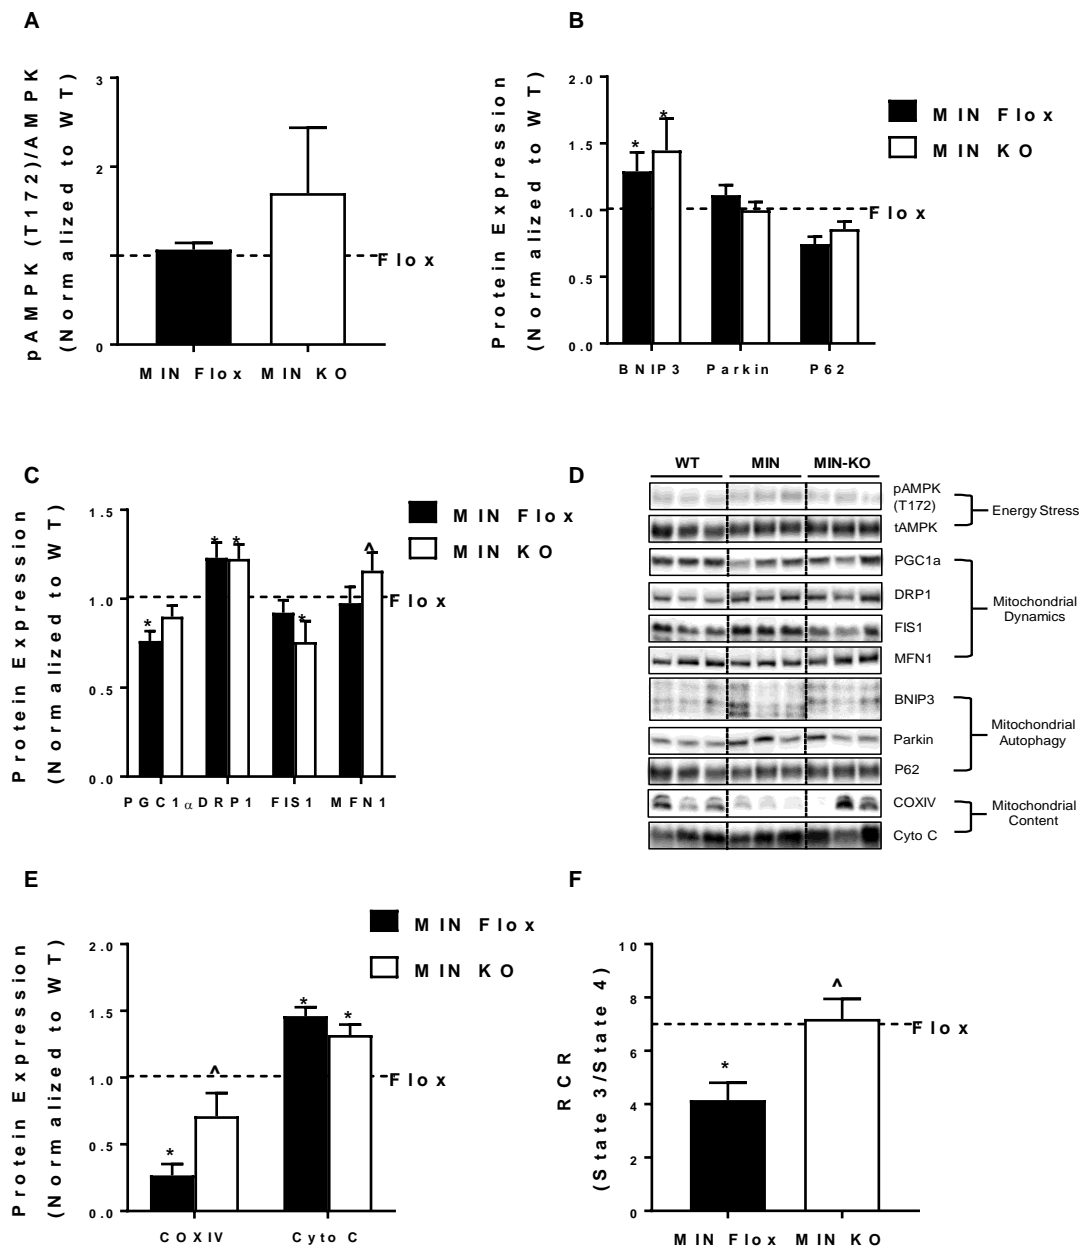 A
pAMPK (T172)/AMPK
(Normalized to WT)
3
2
1
0
Flox
MIN Flox MIN KO
B
Protein Expression
(Normalized to WT)
2.0
1.5
1.0
0.5
0.0
* *
MIN Flox
MIN KO
Flox
BNIP3 Parkin P62
C
Protein Expression
(Normalized to WT)
1.5
1.0
0.5
0.0
* * * * ^
MIN Flox
MIN KO
Flox
PGC1α DRP1 FIS1 MFN1
D
WT MIN MIN-KO
pAMPK
(T172)
tAMPK
Energy Stress
PGC1a
DRP1
FIS1
MFN1
Mitochondrial
Dynamics
BNIP3
Parkin
P62
Mitochondrial
Autophagy
COXIV
Cyto C
Mitochondrial
Content
E
Protein Expression
(Normalized to WT)
2.0
1.5
1.0
0.5
0.0
* ^ * *
MIN Flox
MIN KO
Flox
COXIV Cyto C
F
RCR
(State 3/State 4)
10
8
6
4
2
0
* ^
Flox
MIN Flox MIN KO